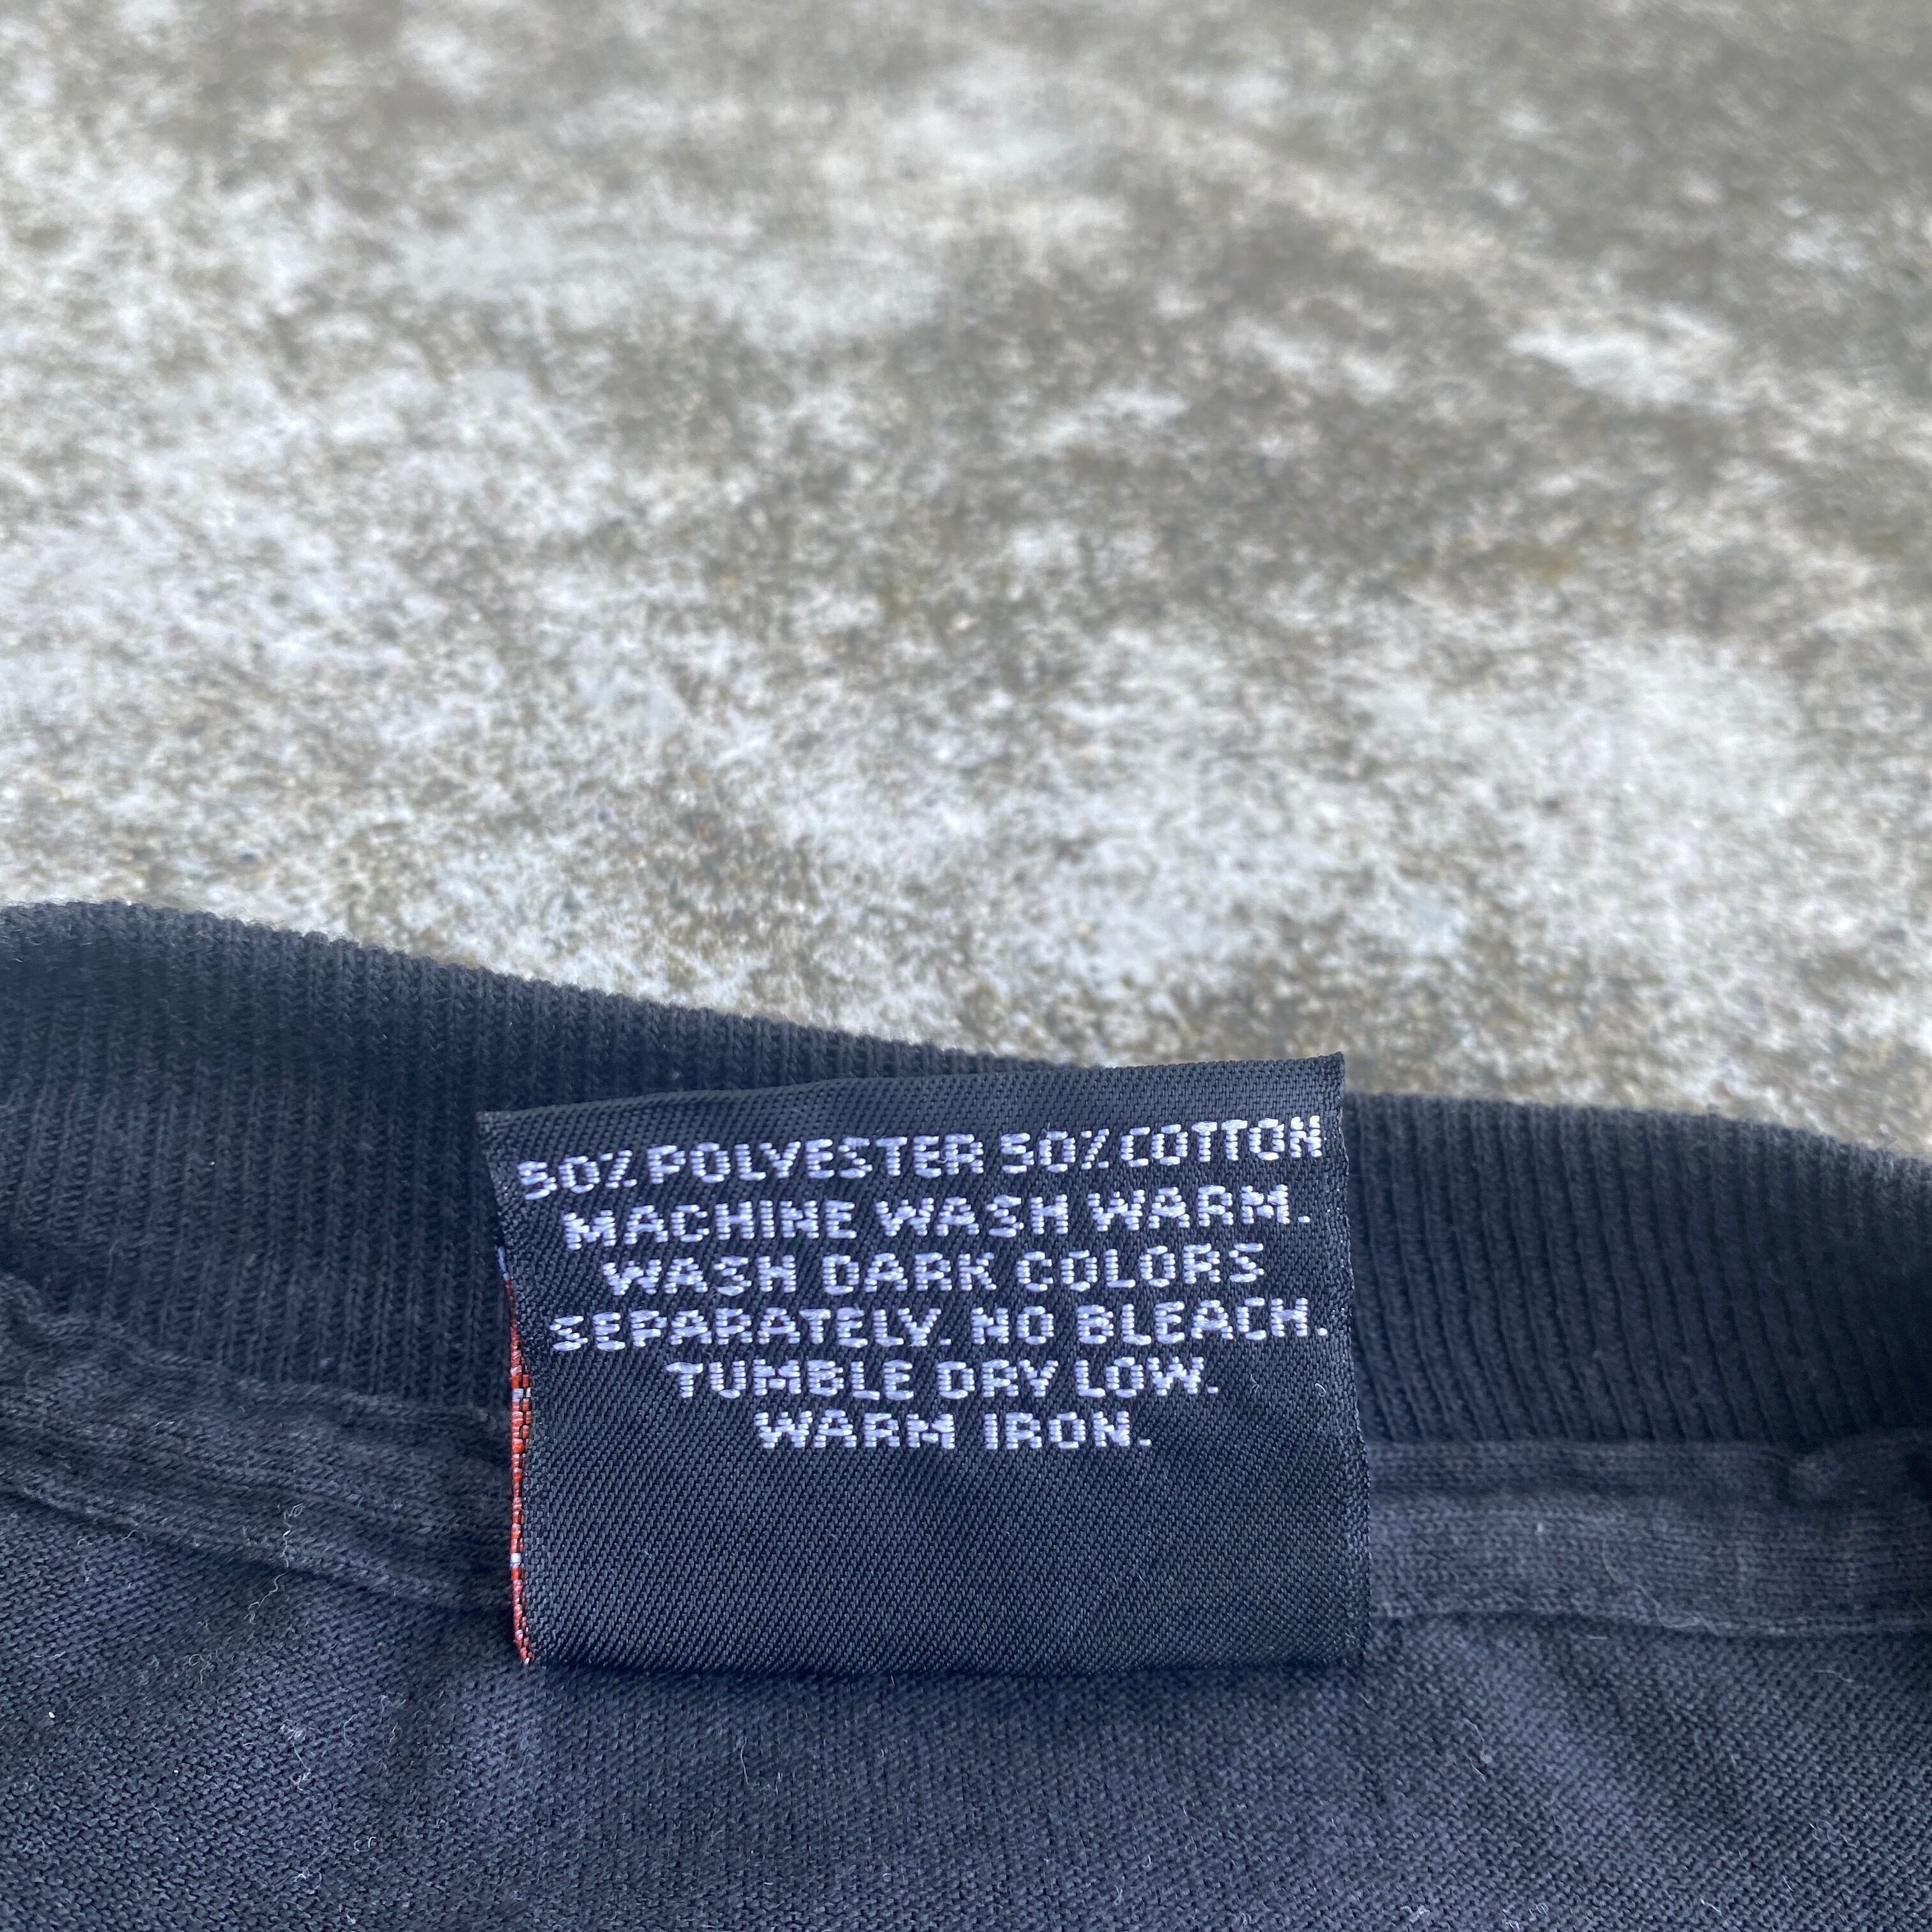 50% POLYESTER 50% COTTON
MACHINE WASH WARM.
WASH DARK COLORS
SEPARATELY. NO BLEACH.
TUMBLE DRY LOW.
WARM IRON.